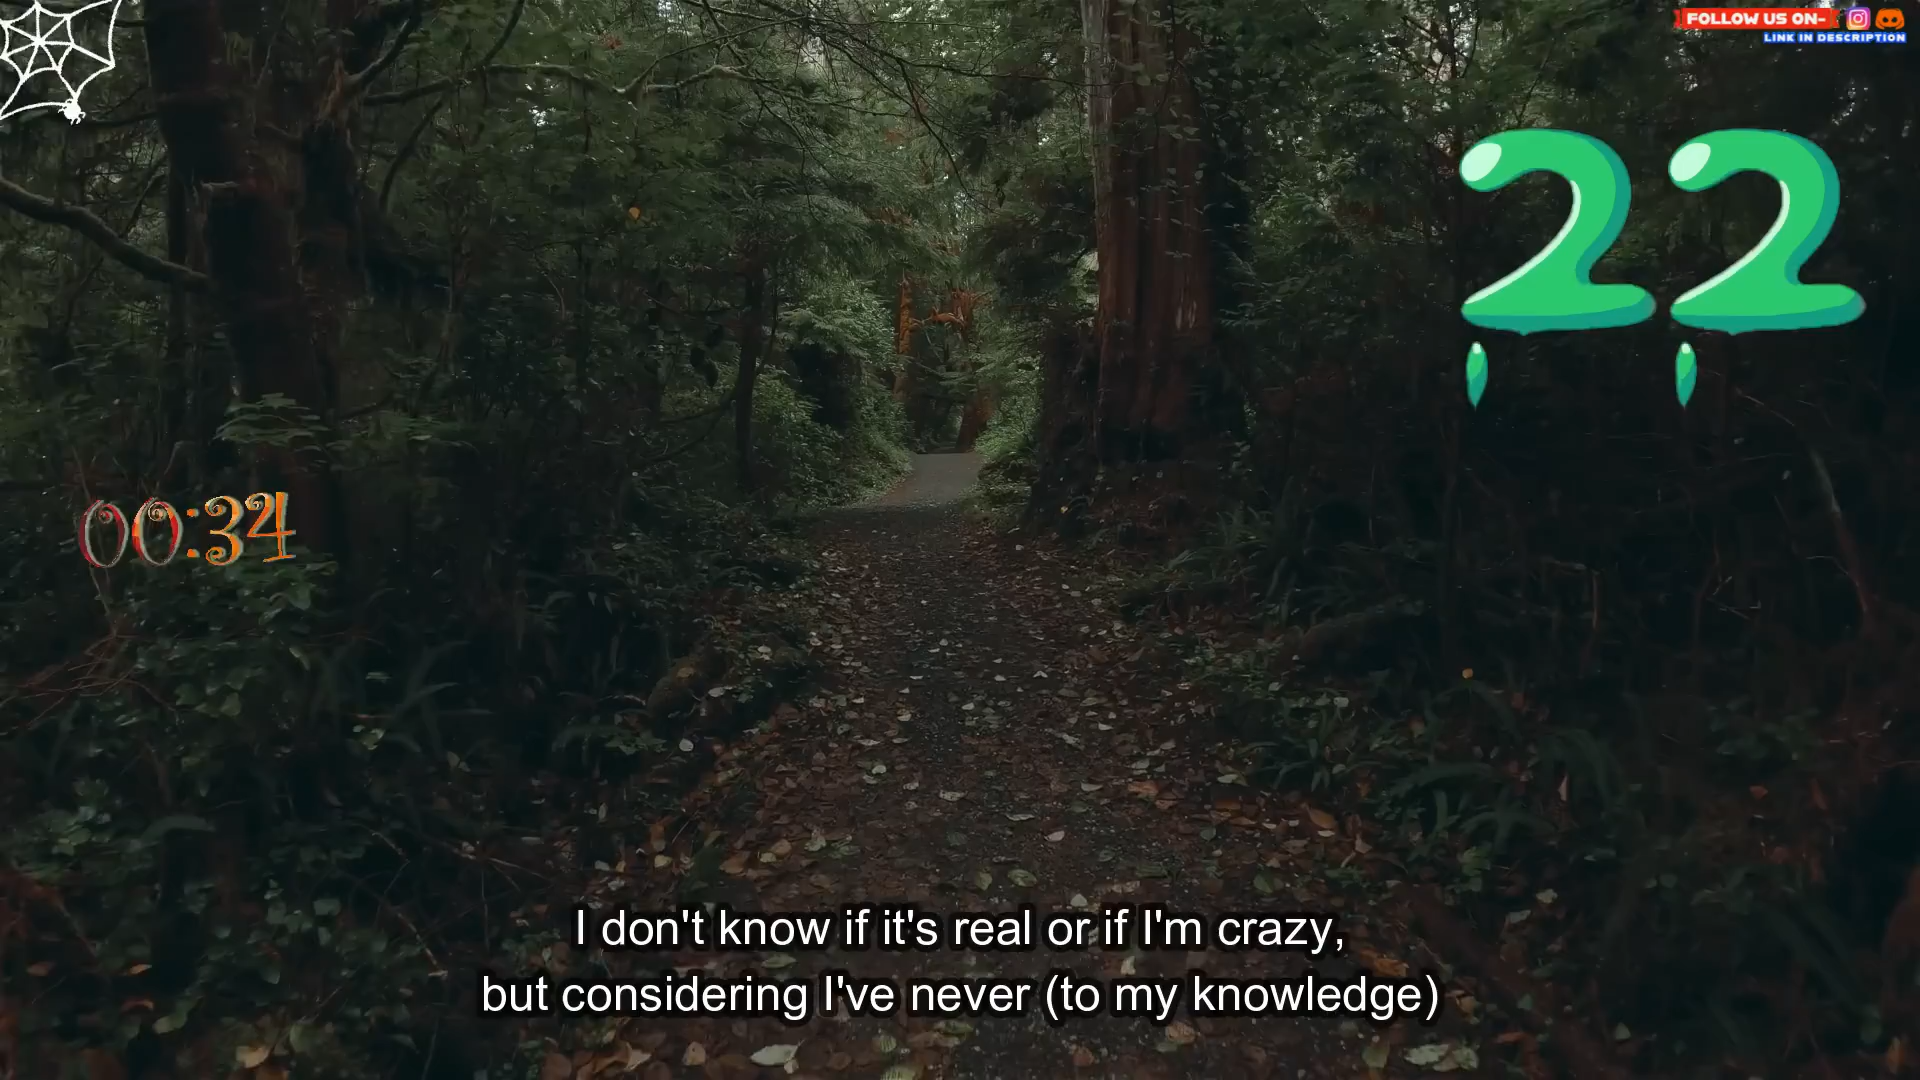 FOLLOW US ON-
LINK IN DESCRIPTION
22
00:34
I don't know if it's real or if I'm crazy,
but considering I've never (to my knowledge)